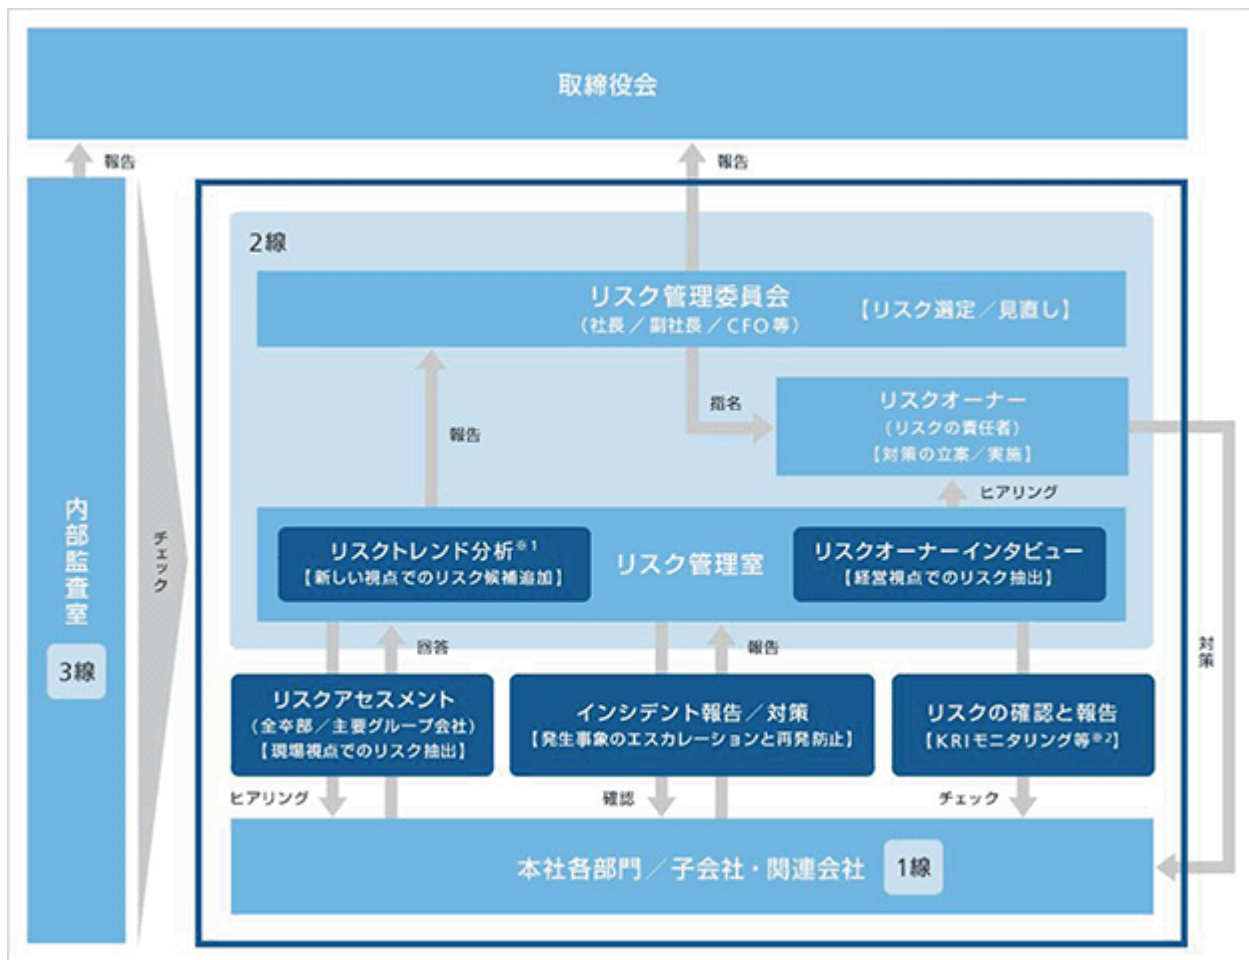 取締役会
報告
報告
2線
リスク管理委員会
(社長/副社長/CFO等)
【リスク選定/見直し】
指名
リスクオーナー
(リスクの責任者)
【対策の立案/実施】
報告
ヒアリング
リスクトレンド分析※1
【新しい視点でのリスク候補追加】
リスク管理室
リスクオーナーインタビュー
【経営視点でのリスク抽出】
内部監査室
3線
チェック
回答
報告
対策
リスクアセスメント
(全卒部/主要グループ会社)
【現場視点でのリスク抽出】
インシデント報告/対策
【発生事象のエスカレーションと再発防止】
リスクの確認と報告
【KRIモニタリング等※2】
ヒアリング
確認
チェック
本社各部門/子会社・関連会社
1線